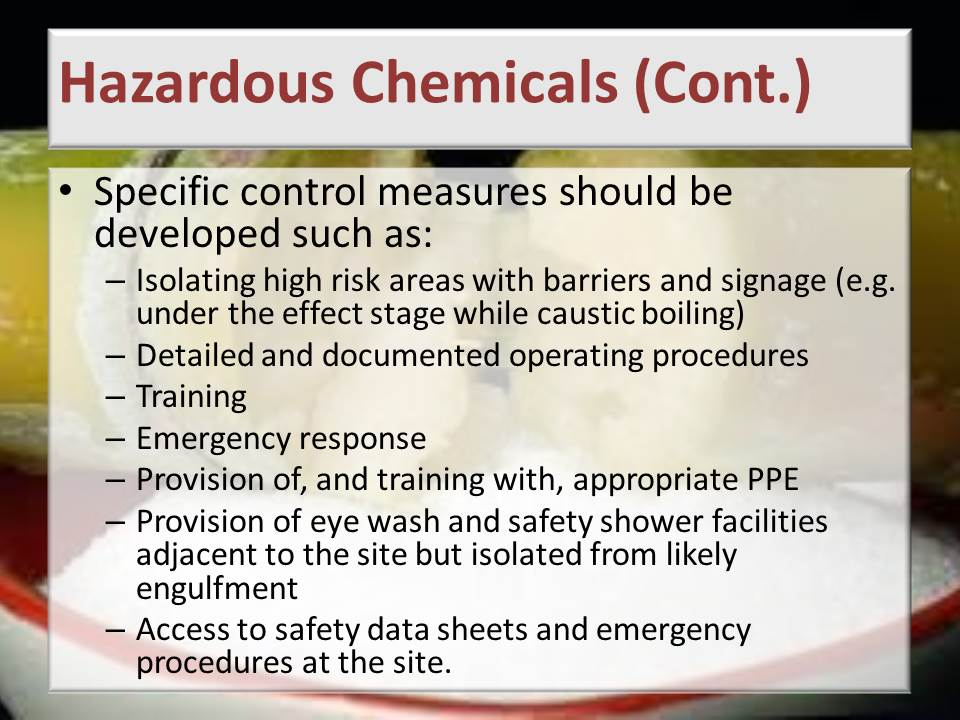 Hazardous Chemicals (Cont.)
• Specific control measures should be
developed such as:
– Isolating high risk areas with barriers and signage (e.g.
under the effect stage while caustic boiling)
– Detailed and documented operating procedures
– Training
– Emergency response
– Provision of, and training with, appropriate PPE
– Provision of eye wash and safety shower facilities
adjacent to the site but isolated from likely
engulfment
– Access to safety data sheets and emergency
procedures at the site.